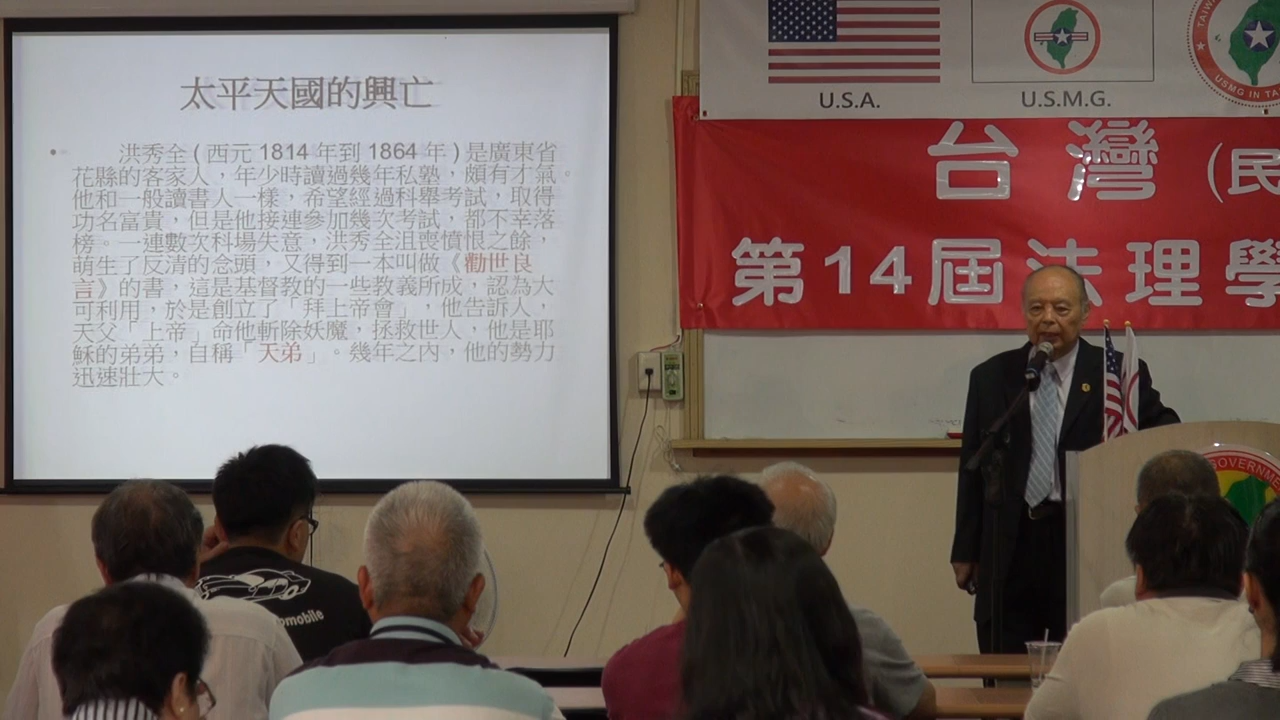 太平天國的興亡
洪秀全 ( 西元 1814 年到 1864 年 ) 是廣東省
花縣的客家人，年少時讀過幾年私塾，頗有才氣。
他和一般讀書人一樣，希望經過科舉考試，取得
功名富貴，但是他接連參加幾次考試，都不幸落
榜。一連數次科場失意，洪秀全沮喪憤恨之餘，
萌生了反清的念頭，又得到一本叫做《勸世良
言》的書，這是基督教的一些教義所成，認為大
可利用，於是創立了「拜上帝會」，他告訴人，
天父「上帝」命他斬除妖魔，拯救世人，他是耶
穌的弟弟，自稱「天弟」。幾年之內，他的勢力
迅速壯大。
U.S.A.
U.S.M.G.
USMG IN TA
台灣（民
第14屆法理學
GOVERNME
omobile